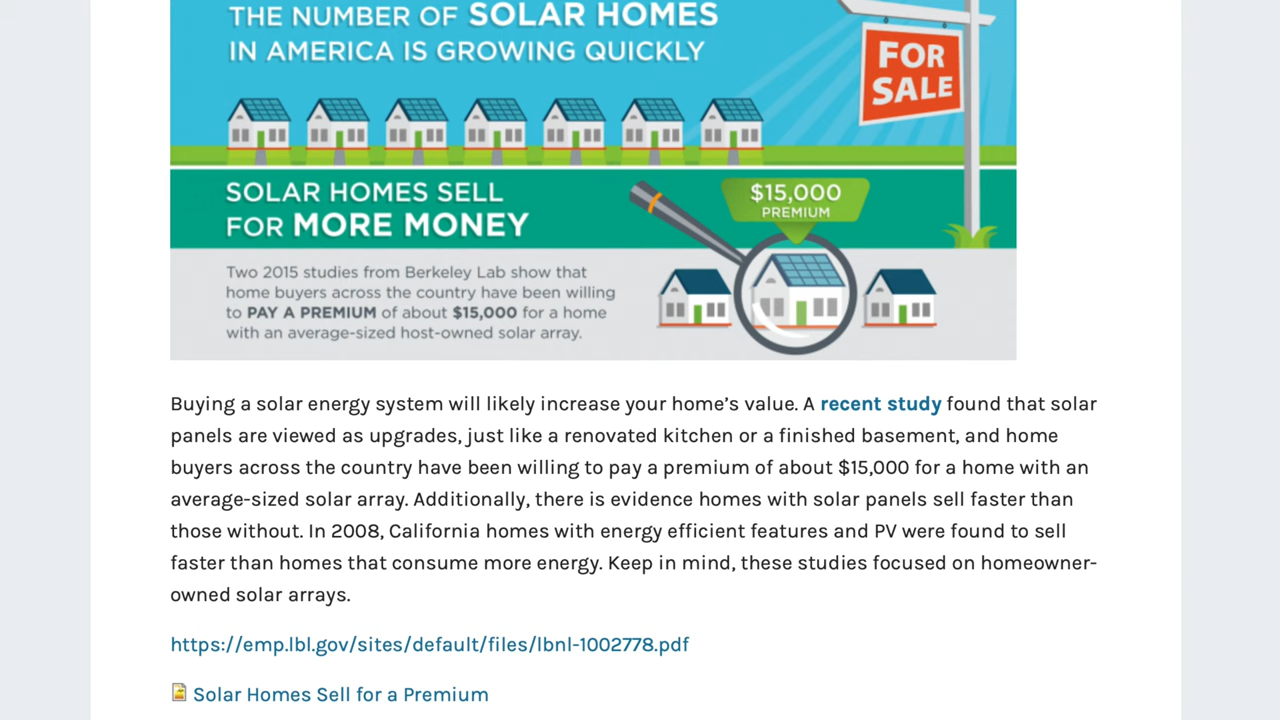 THE NUMBER OF SOLAR HOMES
IN AMERICA IS GROWING QUICKLY
FOR
SALE
SOLAR HOMES SELL
FOR MORE MONEY
$15,000
PREMIUM
Two 2015 studies from Berkeley Lab show that
home buyers across the country have been willing
to PAY A PREMIUM of about $15,000 for a home
with an average-sized host-owned solar array.
Buying a solar energy system will likely increase your home’s value. A recent study found that solar
panels are viewed as upgrades, just like a renovated kitchen or a finished basement, and home
buyers across the country have been willing to pay a premium of about $15,000 for a home with an
average-sized solar array. Additionally, there is evidence homes with solar panels sell faster than
those without. In 2008, California homes with energy efficient features and PV were found to sell
faster than homes that consume more energy. Keep in mind, these studies focused on homeowner-
owned solar arrays.
https://emp.lbl.gov/sites/default/files/lbnl-1002778.pdf
Solar Homes Sell for a Premium